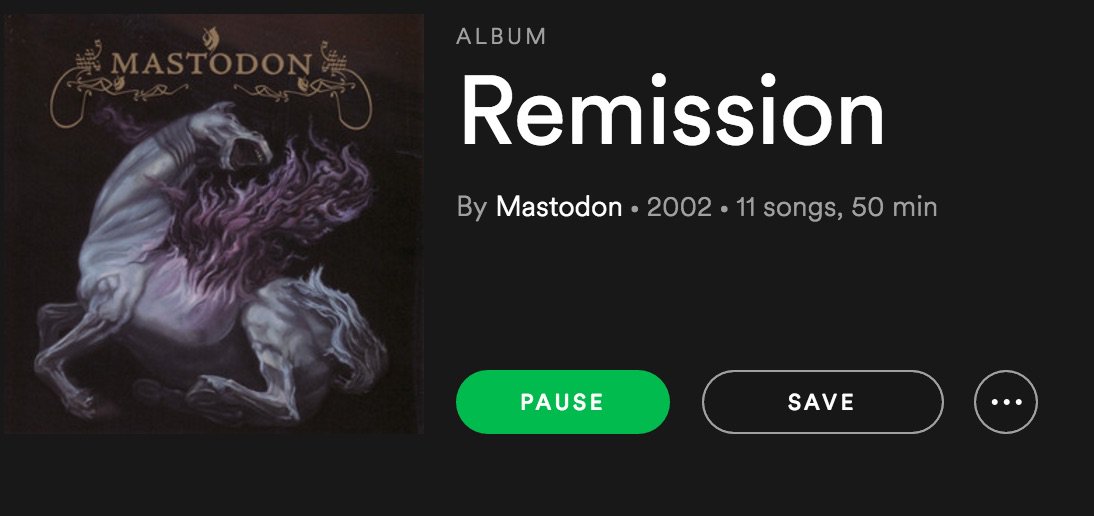 MASTODON
ALBUM
Remission
By Mastodon • 2002 • 11 songs, 50 min
PAUSE
SAVE